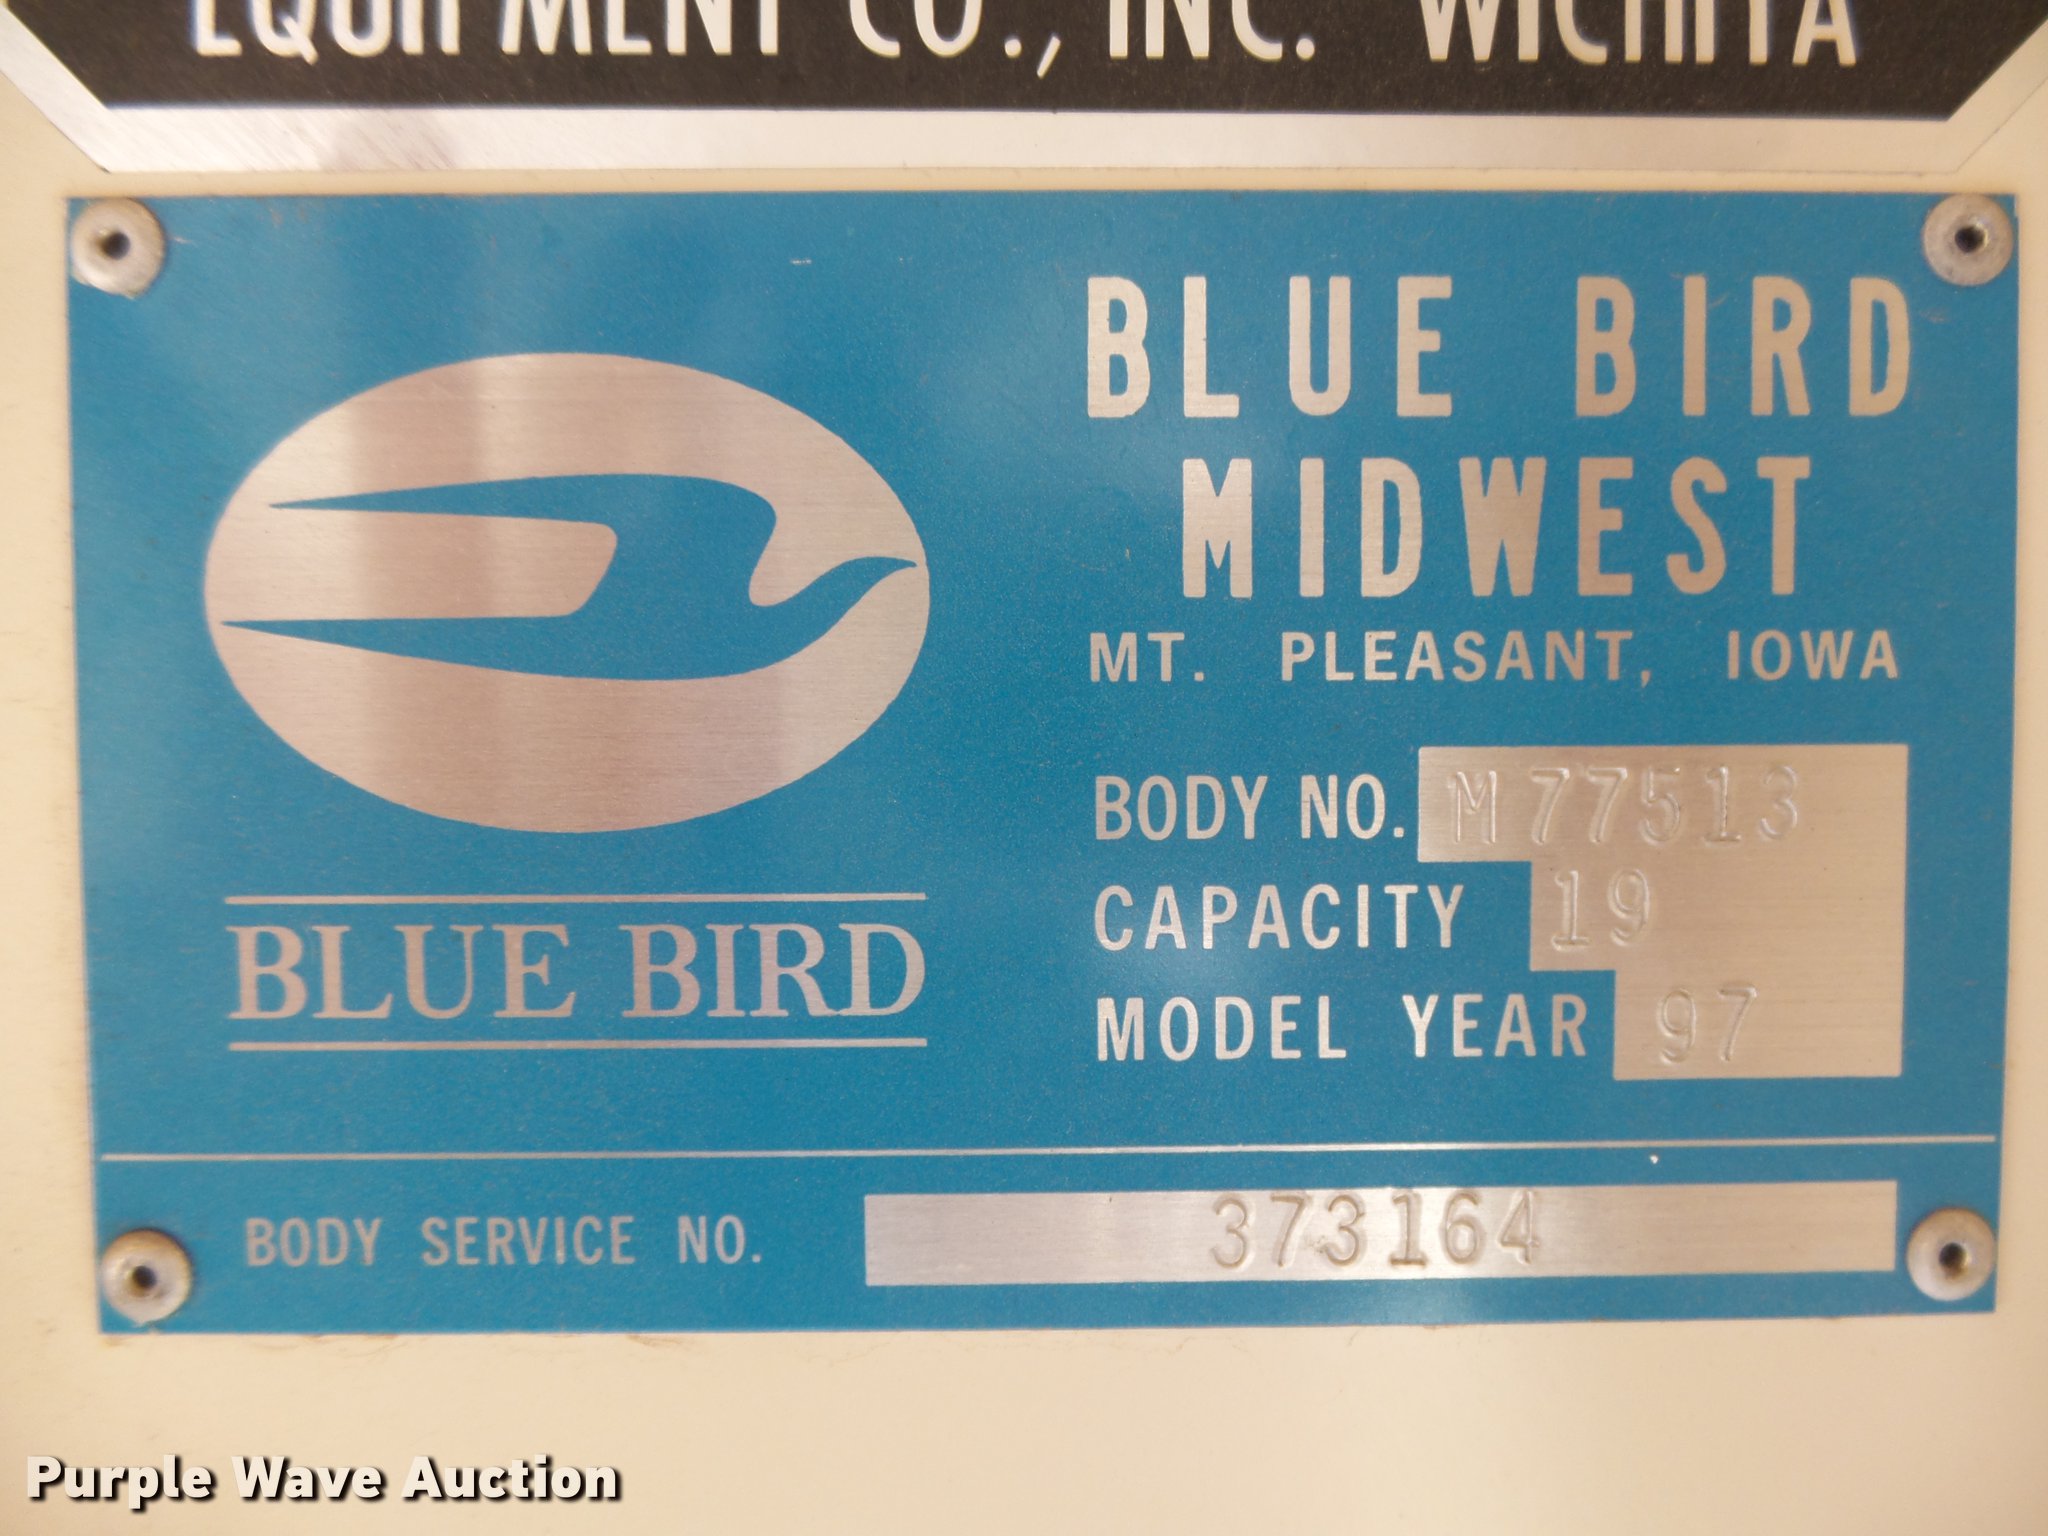 EQUIPMENT CO., INC. WICHITA
BLUE BIRD
MIDWEST
MT. PLEASANT, IOWA
BODY NO. M77513
CAPACITY 19
MODEL YEAR 97
BLUE BIRD
BODY SERVICE NO. 373164
Purple Wave Auction